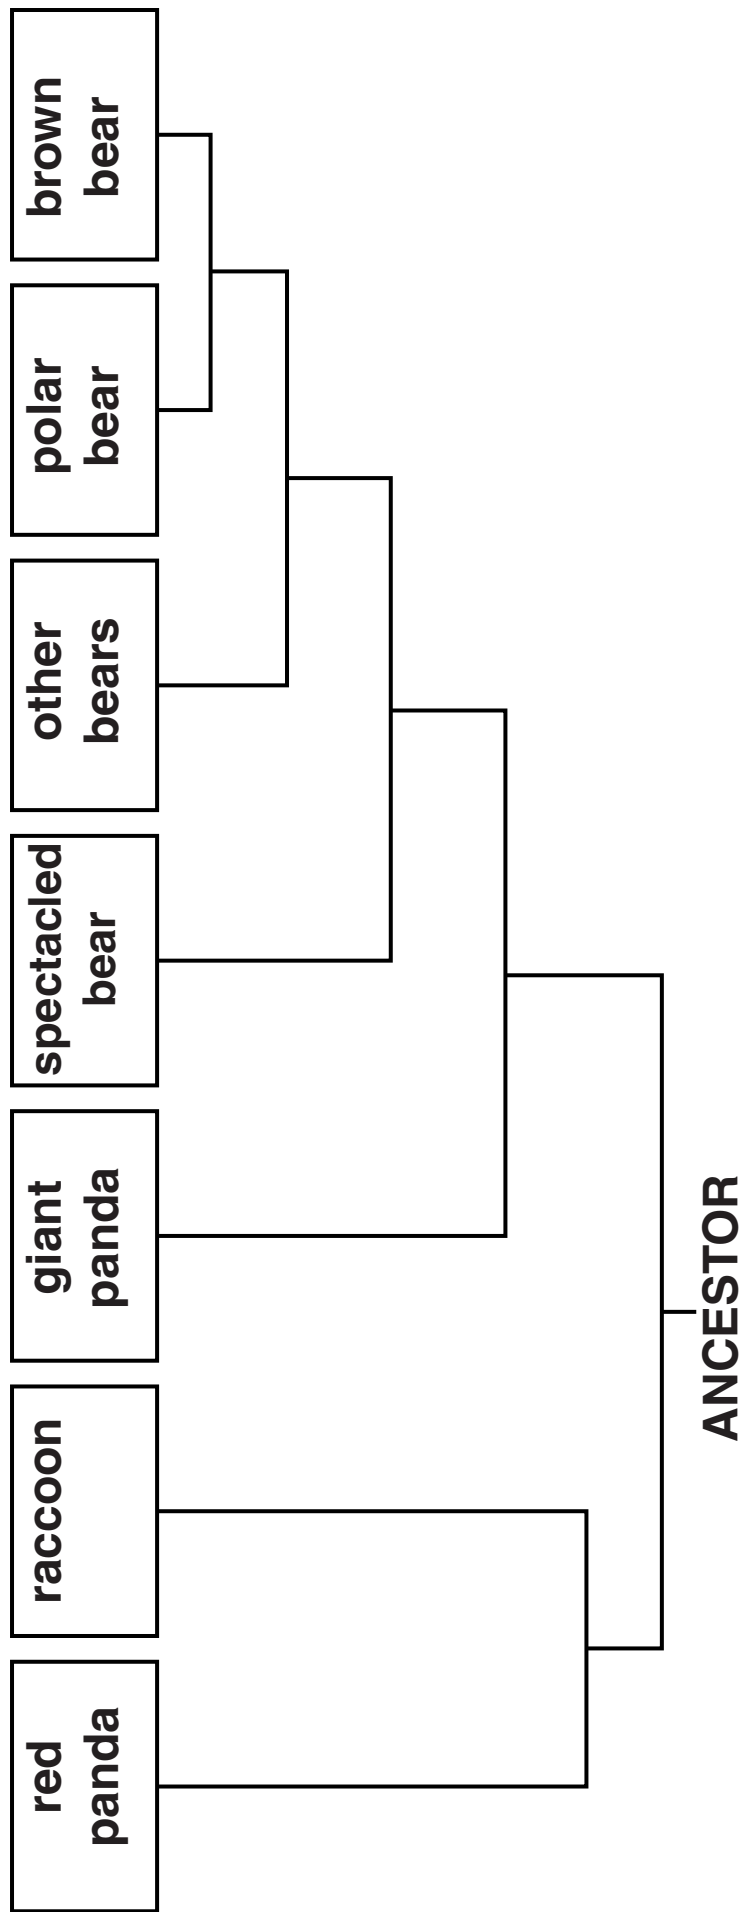 brown
bear
polar
bear
other
bears
spectacled
bear
giant
panda
raccoon
red
panda
ANCESTOR